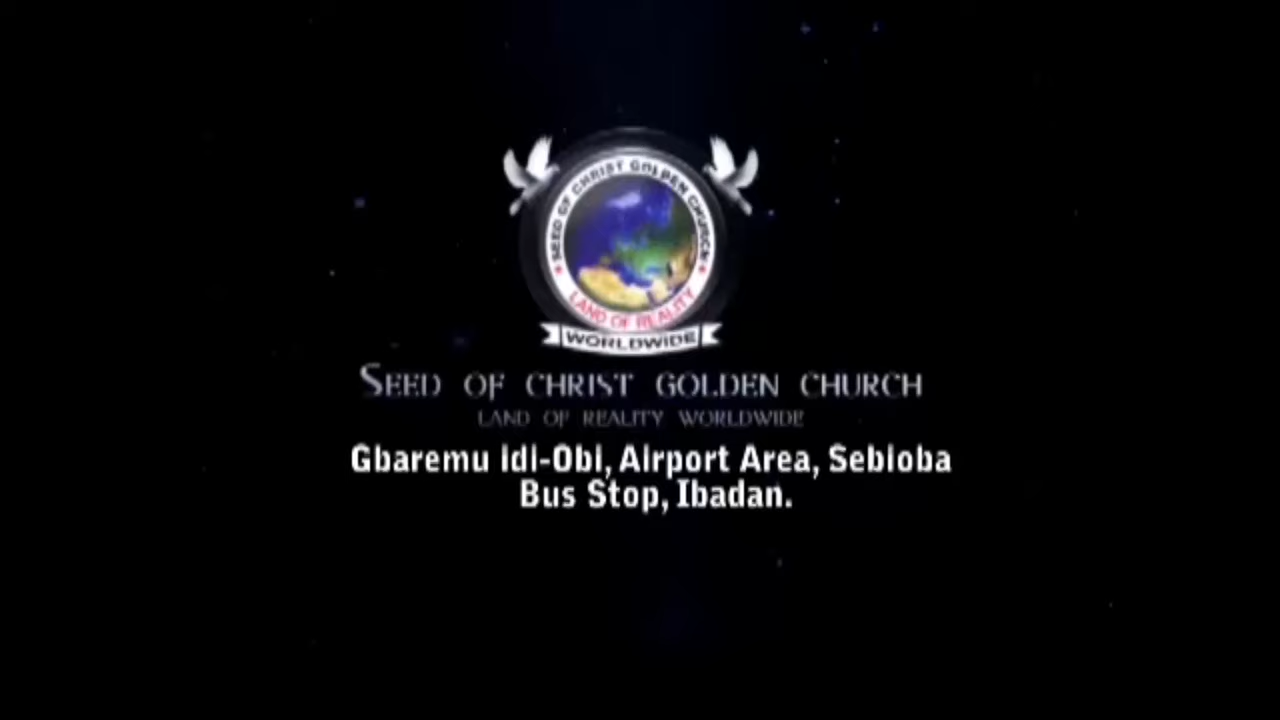 SEED OF CHRIST GOLDEN CHURCH
LAND OF REALITY
WORLDWIDE
SEED OF CHRIST GOLDEN CHURCH
LAND OF REALITY WORLDWIDE
Gbaremu Idi-Obi, Airport Area, Sebioba
Bus Stop, Ibadan.